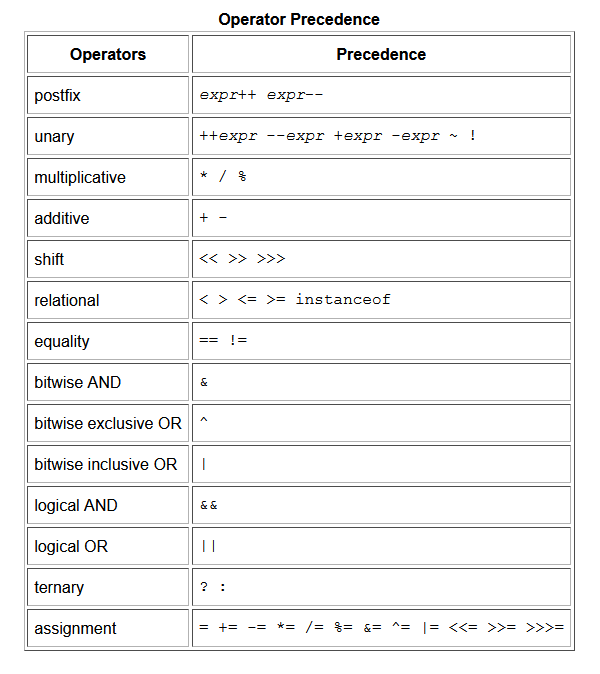 Operator Precedence
Operators Precedence
postfix expr++ expr--
unary ++expr --expr +expr -expr ~ !
multiplicative * / %
additive + -
shift << >> >>>
relational < > <= >= instanceof
equality == !=
bitwise AND &
bitwise exclusive OR ^
bitwise inclusive OR |
logical AND &&
logical OR ||
ternary ? :
assignment = += -= *= /= %= &= ^= |= <<= >>= >>>=